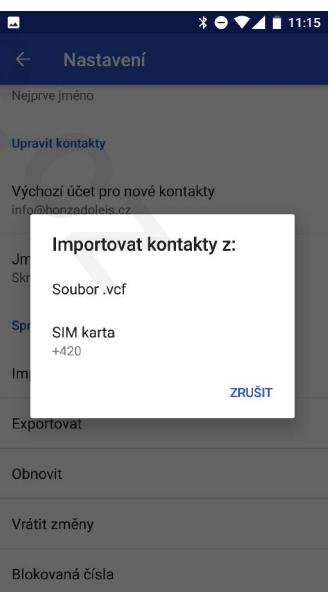 11:15
Nastavení
Nejprve jméno
Upravit kontakty
Výchozí účet pro nové kontakty
info@honzadolejs.cz
Importovat kontakty z:
Soubor .vcf
SIM karta
+420
ZRUŠIT
Exportovat
Obnovit
Vrátit změny
Blokovaná čísla